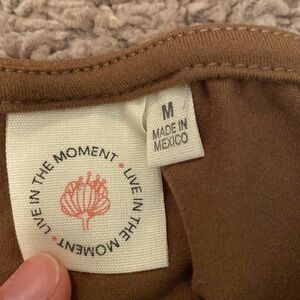 LIVE IN THE MOMENT • LIVE IN THE MOMENT •
M
MADE IN
MEXICO